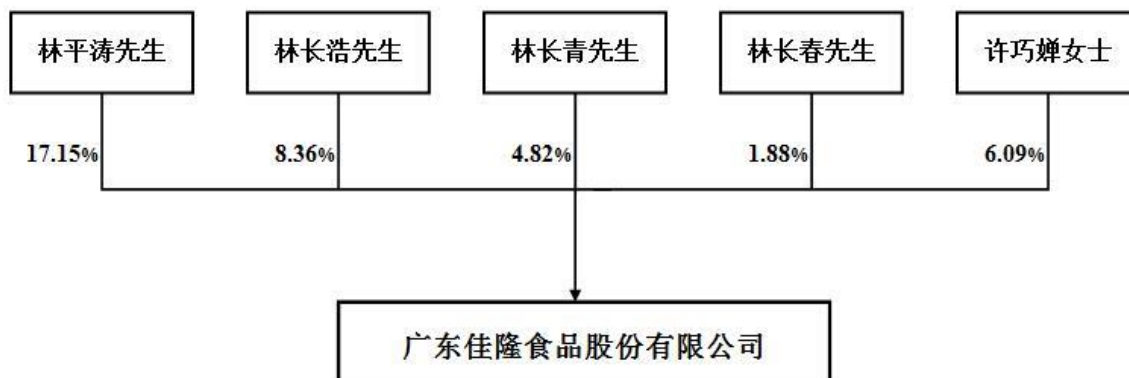 林平涛先生
林长浩先生
林长青先生
林长春先生
许巧婵女士
17.15%
8.36%
4.82%
1.88%
6.09%
广东佳隆食品股份有限公司